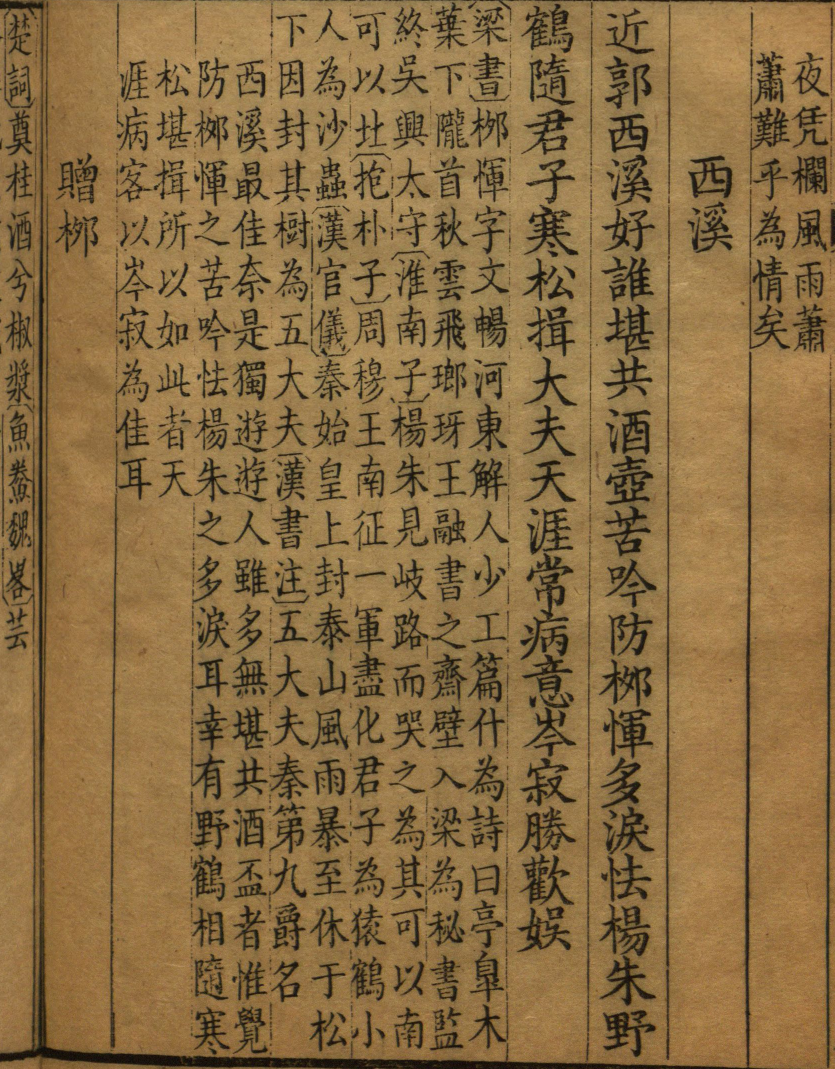 夜凭欄風雨蕭
蕭難乎為情矣
西溪
近郭西溪好誰堪共酒壺苦吟防栁惲多淚怯楊朱野
鶴隨君子寒松揖大夫天涯常病意岑寂勝歡娛
梁書栁惲字文暢河東解人少工篇什為詩曰亭臯木
葉下隴首秋雲飛瑯玡王融書之齋壁入梁為秘書監
終吳興太守淮南子楊朱見岐路而哭之為其可以南
可以北抱朴子周穆王南征一軍盡化君子為猿鶴小
人為沙蟲漢官儀秦始皇上封泰山風雨暴至休于松
下因封其樹為五大夫漢書注五大夫秦第九爵名
西溪最佳奈是獨遊遊人雖多無堪共酒盃者惟覺
防栁惲之苦吟怯楊朱之多淚耳幸有野鶴相隨寒
松堪揖所以如此者天
涯病客以岑寂為佳耳
贈栁
楚詞奠桂酒兮椒漿魚豢魏畧芸